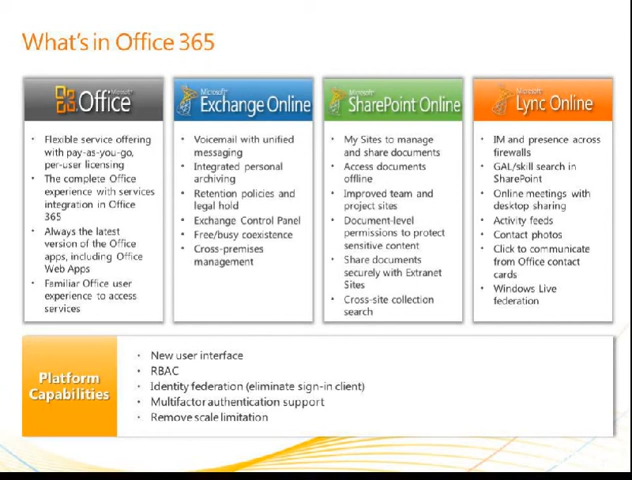 What's in Office 365
Microsoft
Office
Flexible service offering
with pay-as-you-go,
per-user licensing
The complete Office
experience with services
integration in Office
365
Always the latest
version of the Office
apps, including Office
Web Apps
Familiar Office user
experience to access
services
Microsoft
Exchange Online
Voicemail with unified
messaging
Integrated personal
archiving
Retention policies and
legal hold
Exchange Control Panel
Free/busy coexistence
Cross-premises
management
Microsoft
SharePoint Online
My Sites to manage
and share documents
Access documents
offline
Improved team and
project sites
Document-level
permissions to protect
sensitive content
Share documents
securely with Extranet
Sites
Cross-site collection
search
Microsoft
Lync Online
IM and presence across
firewalls
GAL/skill search in
SharePoint
Online meetings with
desktop sharing
Activity feeds
Contact photos
Click to communicate
from Office contact
cards
Windows Live
federation
Platform
Capabilities
New user interface
RBAC
Identity federation (eliminate sign-in client)
Multifactor authentication support
Remove scale limitation